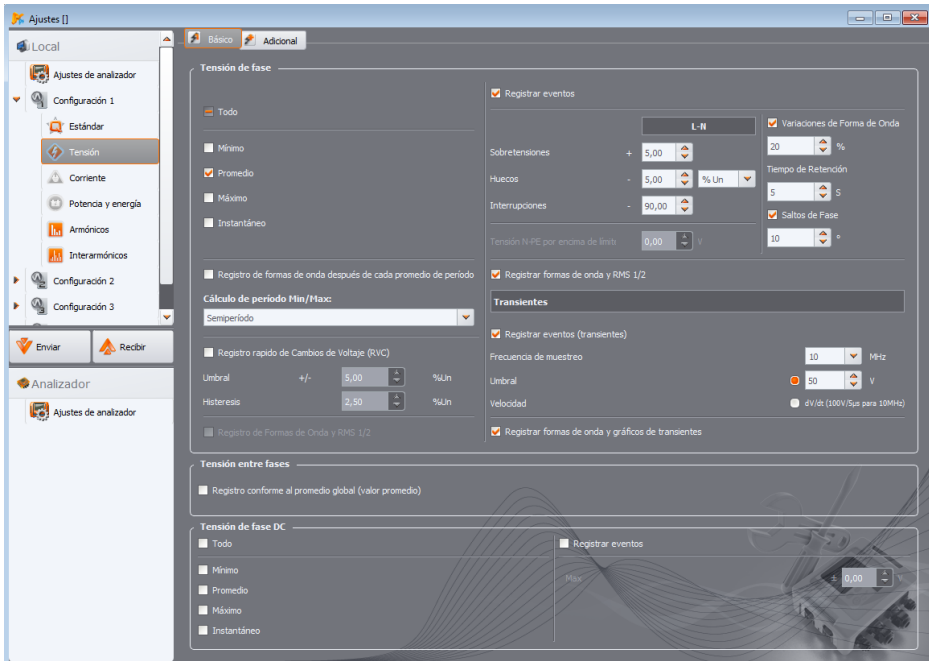 Ajustes []
Local
Ajustes de analizador
Configuración 1
Estándar
Tensión
Corriente
Potencia y energía
Armónicos
Interarmónicos
Configuración 2
Configuración 3
Enviar
Recibir
Analizador
Ajustes de analizador
Básico
Adicional
Tensión de fase
Todo
Mínimo
Promedio
Máximo
Instantáneo
Registro de formas de onda después de cada promedio de período
Cálculo de período Min/Max:
Semiperíodo
Registro rapido de Cambios de Voltaje (RVC)
Umbral +/- 5,00 %Un
Histeresis 2,50 %Un
Registro de Formas de Onda y RMS 1/2
Registrar eventos
L-N
Sobretensiones + 5,00
Huecos - 5,00 % Un
Interrupciones - 90,00
Tensión N-PE por encima de límit 0,00 V
Variaciones de Forma de Onda
20 %
Tiempo de Retención
5 S
Saltos de Fase
10 °
Registrar formas de onda y RMS 1/2
Transientes
Registrar eventos (transientes)
Frecuencia de muestreo 10 MHz
Umbral 50 V
Velocidad dV/dt (100V/5µs para 10MHz)
Registrar formas de onda y gráficos de transientes
Tensión entre fases
Registro conforme al promedio global (valor promedio)
Tensión de fase DC
Todo
Mínimo
Promedio
Máximo
Instantáneo
Registrar eventos
Max ± 0,00 V